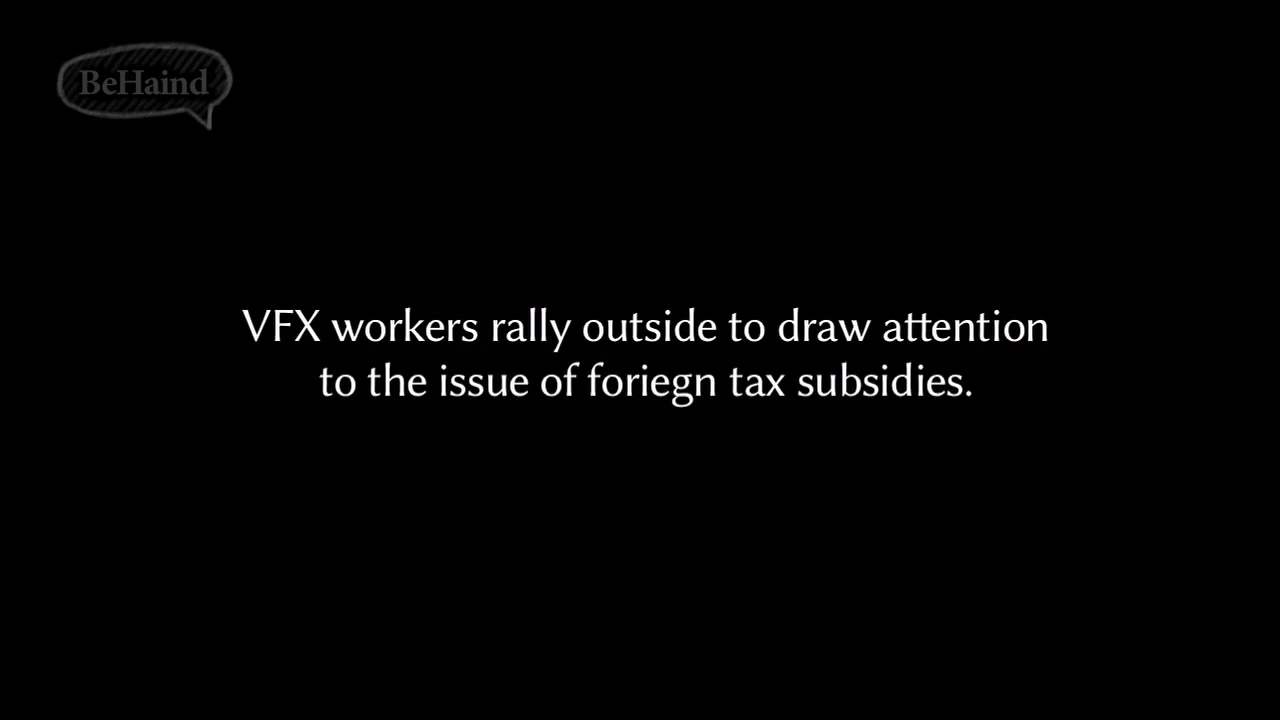 BeHaind
VFX workers rally outside to draw attention
to the issue of foriegn tax subsidies.